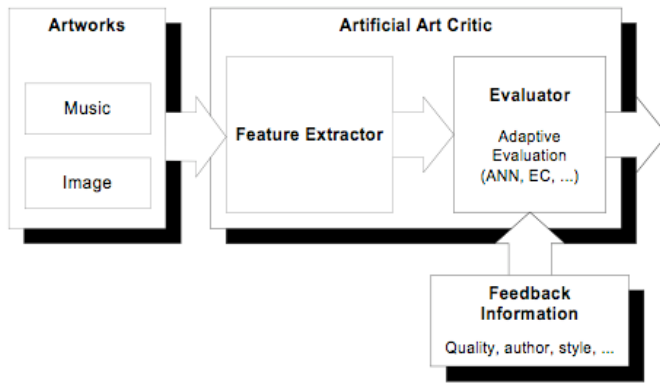 Artworks
Music
Image
Artificial Art Critic
Feature Extractor
Evaluator
Adaptive
Evaluation
(ANN, EC, ...)
Feedback
Information
Quality, author, style, ...